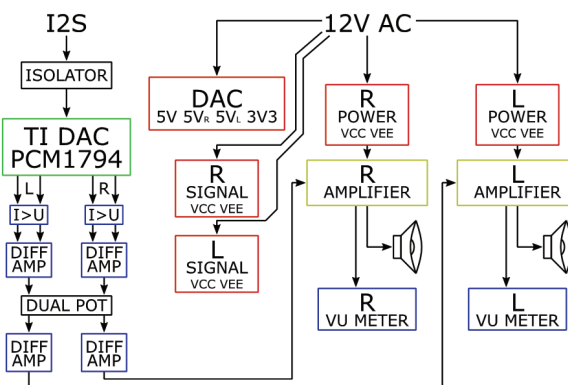 I2S
ISOLATOR
TI DAC
PCM1794
L
R
I>U
I>U
DIFF
AMP
DIFF
AMP
DUAL POT
DIFF
AMP
DIFF
AMP
12V AC
DAC
5V 5VR 5VL 3V3
R
SIGNAL
VCC VEE
L
SIGNAL
VCC VEE
R
POWER
VCC VEE
R
AMPLIFIER
R
VU METER
L
POWER
VCC VEE
L
AMPLIFIER
L
VU METER